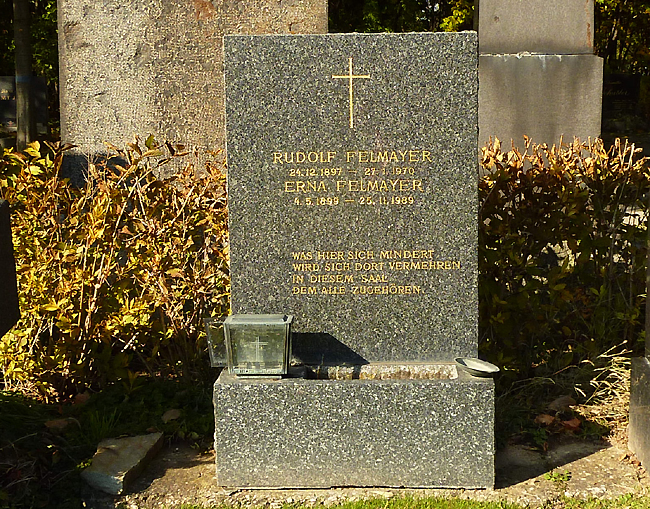 RUDOLF FELMAYER
24.12.1897 — 27.1.1970
ERNA FELMAYER
4.5.1899 — 25.11.1989
WAS HIER SICH MINDERT
WIRD SICH DORT VERMEHREN
IN DIESEM SAAL
DEM ALLE ZUGEHÖREN.